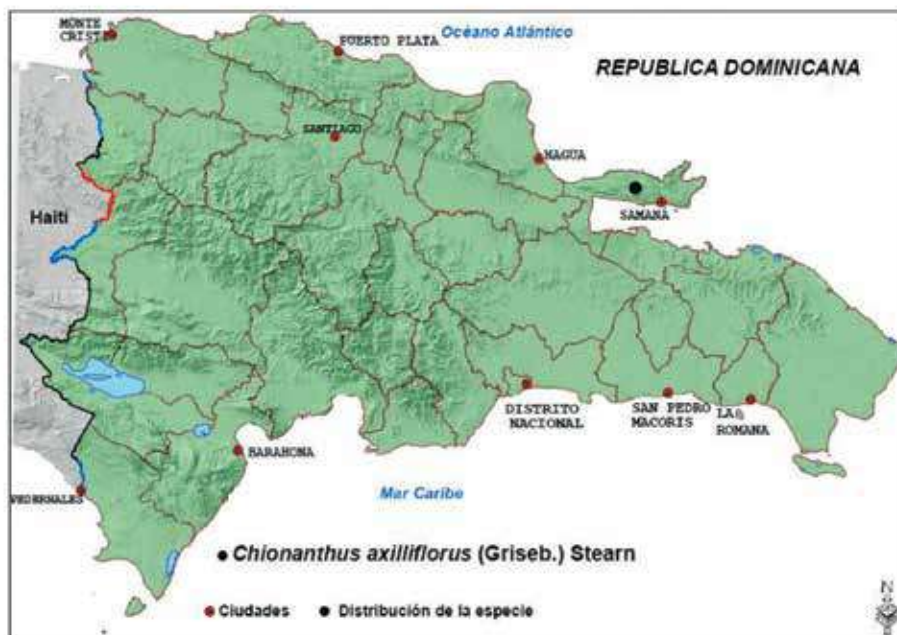 MONTE
CRISTI
PUERTO PLATA
Océano Atlántico
REPUBLICA DOMINICANA
SANTIAGO
NAGUA
Haiti
SAMANA
DISTRITO
NACIONAL
SAN PEDRO
MACORIS
LA
ROMANA
BARAHONA
PEDERNALES
Mar Caribe
Chionanthus axilliflorus (Griseb.) Stearn
Ciudades
Distribución de la especie
N